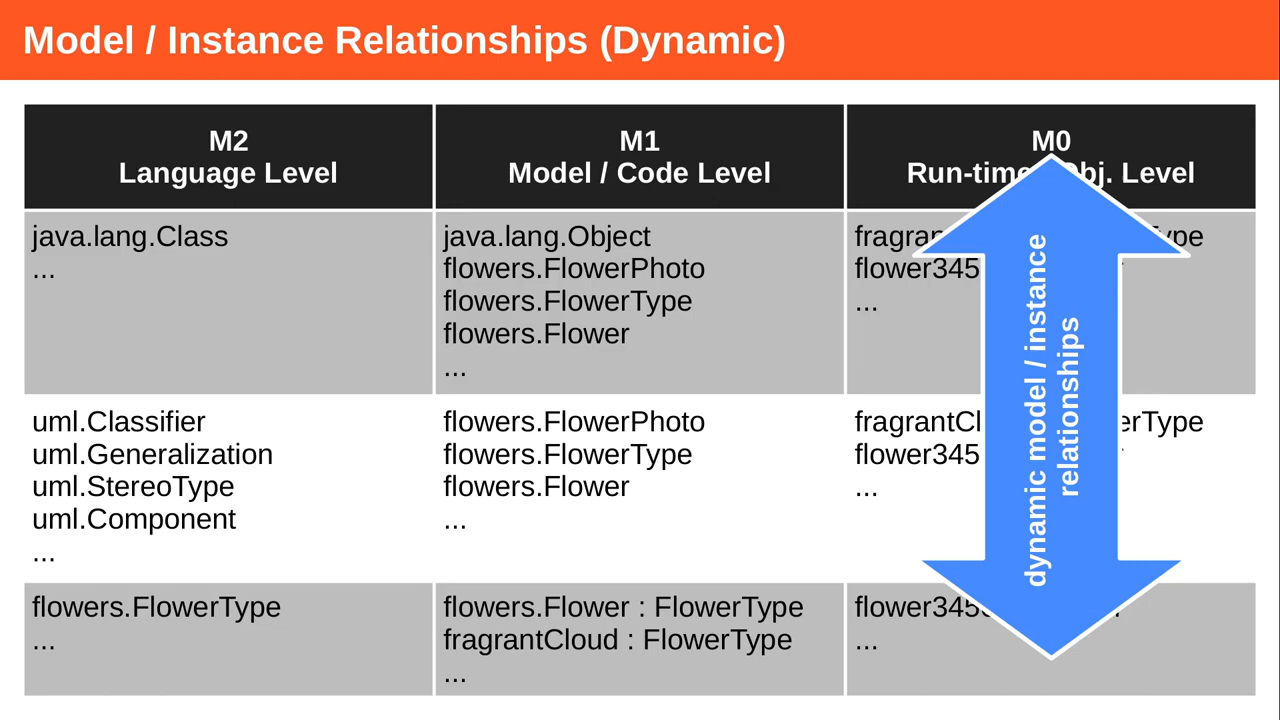 Model / Instance Relationships (Dynamic)
M2
Language Level
M1
Model / Code Level
M0
Run-time Obj. Level
java.lang.Class
...
java.lang.Object
flowers.FlowerPhoto
flowers.FlowerType
flowers.Flower
...
flower345
...
uml.Classifier
uml.Generalization
uml.StereoType
uml.Component
...
flowers.FlowerPhoto
flowers.FlowerType
flowers.Flower
...
flower345
...
flowers.FlowerType
...
flowers.Flower : FlowerType
fragrantCloud : FlowerType
...
...
dynamic model / instance
relationships